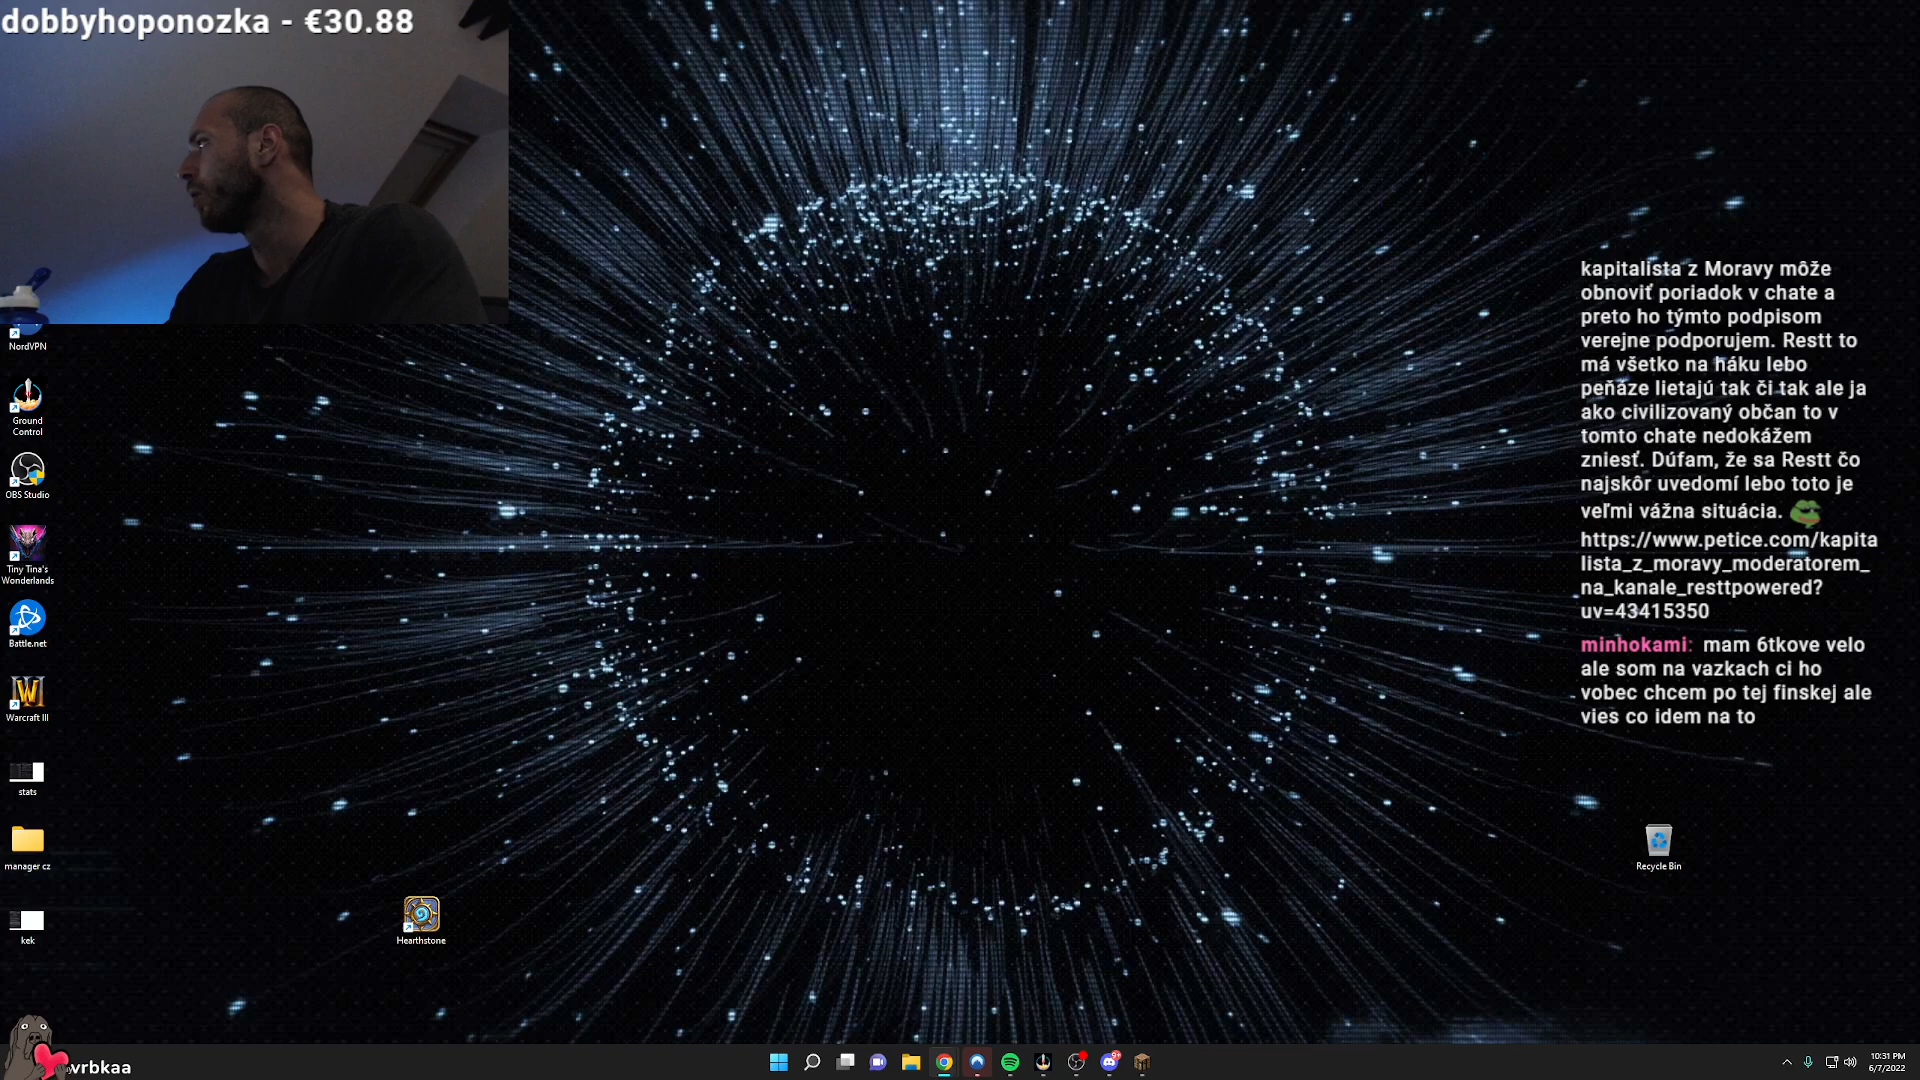 dobbyhoponozka - €30.88
kapitalista z Moravy môže
obnoviť poriadok v chate a
preto ho týmto podpisom
verejne podporujem. Restt to
má všetko na háku lebo
peňaze lietajú tak či tak ale ja
ako civilizovaný občan to v
tomto chate nedokážem
zniesť. Dúfam, že sa Restt čo
najskôr uvedomí lebo toto je
veľmi vážna situácia.
https://www.petice.com/kapita
lista_z_moravy_moderatorem_
na_kanale_resttpowered?
uv=43415350
minhokami: mam 6tkove velo
ale som na vazkach ci ho
vobec chcem po tej finskej ale
vies co idem na to
NordVPN
Ground
Control
OBS Studio
Tiny Tina's
Wonderlands
Battle.net
Warcraft III
stats
manager cz
kek
Hearthstone
Recycle Bin
vrbkaa
9+
10:31 PM
6/7/2022